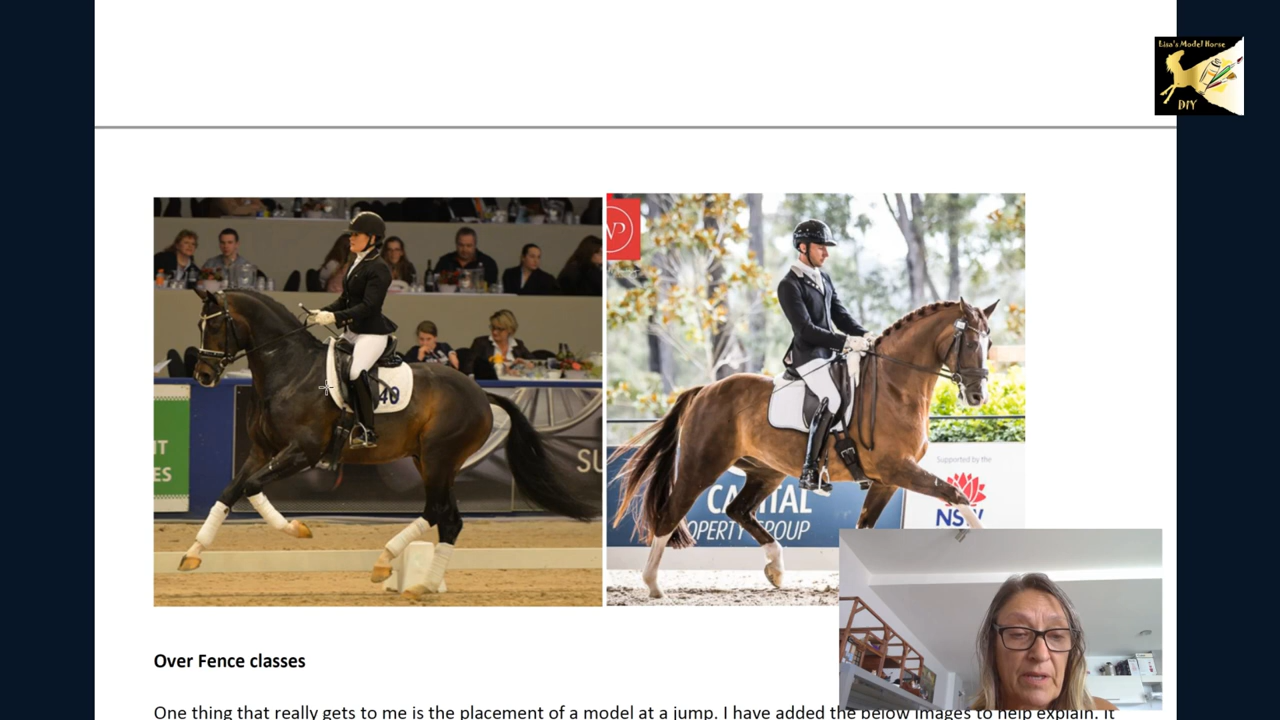 Lisa's Model Horse
DIY
40
T
ES
SU
CAPITAL
PROPERTY GROUP
Supported by the
NSW
Over Fence classes
One thing that really gets to me is the placement of a model at a jump. I have added the below images to help explain. It